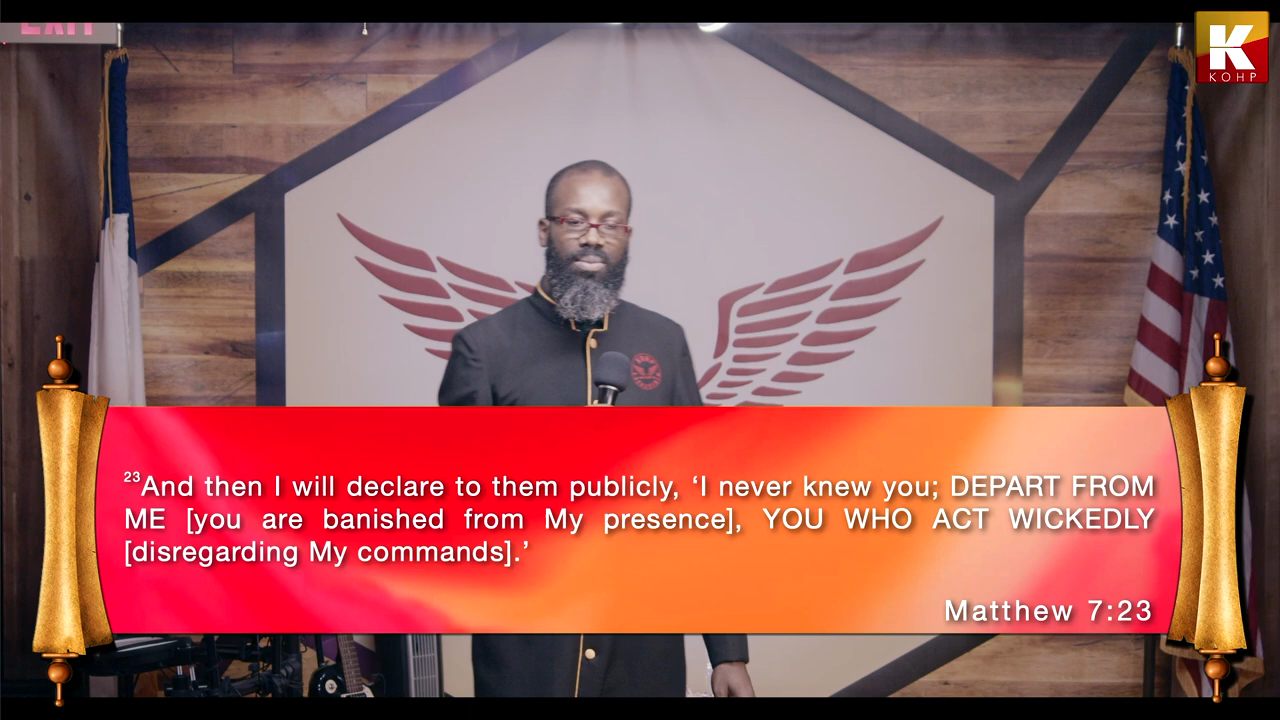 EXIT
K
KOHP
²³And then I will declare to them publicly, ‘I never knew you; DEPART FROM
ME [you are banished from My presence], YOU WHO ACT WICKEDLY
[disregarding My commands].’
Matthew 7:23